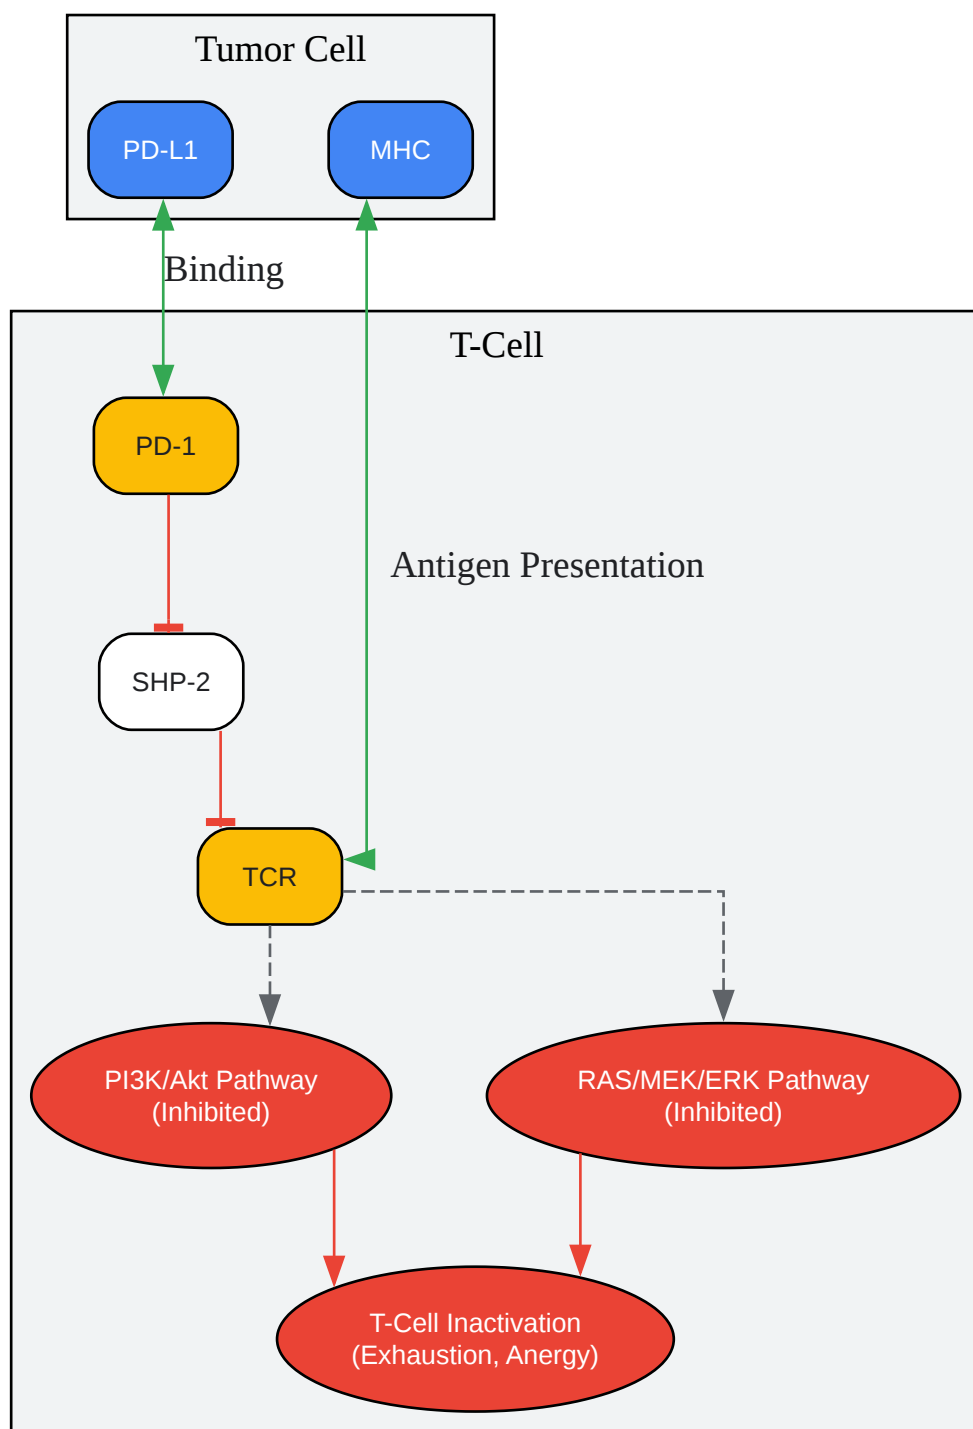 Tumor Cell
PD-L1
MHC
Binding
T-Cell
PD-1
Antigen Presentation
SHP-2
TCR
PI3K/Akt Pathway
(Inhibited)
RAS/MEK/ERK Pathway
(Inhibited)
T-Cell Inactivation
(Exhaustion, Anergy)